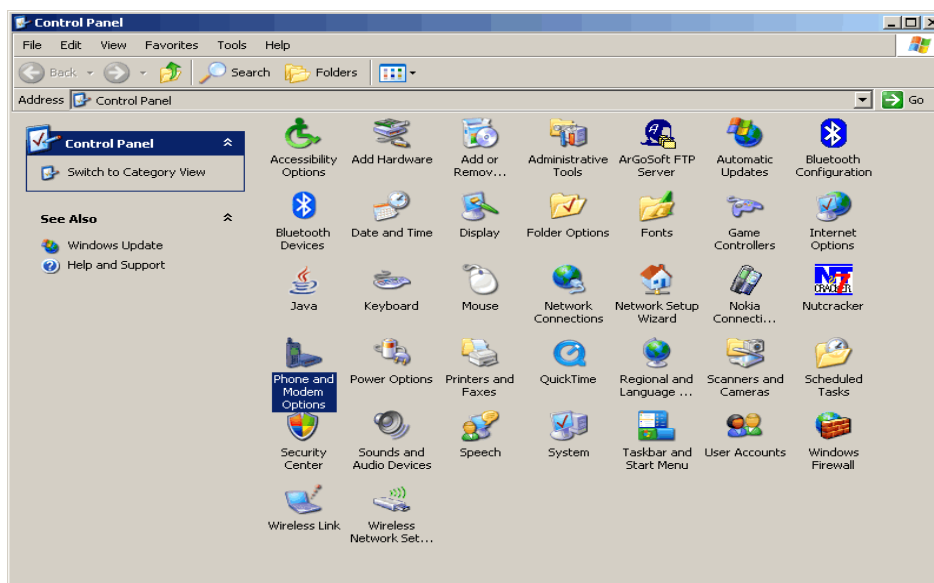 Control Panel
File Edit View Favorites Tools Help
Back Search Folders
Address Control Panel Go
Control Panel
Switch to Category View
See Also
Windows Update
Help and Support
Accessibility Options
Add Hardware
Add or Remov...
Administrative Tools
ArGoSoft FTP Server
Automatic Updates
Bluetooth Configuration
Bluetooth Devices
Date and Time
Display
Folder Options
Fonts
Game Controllers
Internet Options
Java
Keyboard
Mouse
Network Connections
Network Setup Wizard
Nokia Connecti...
Nutcracker
Phone and Modem Options
Power Options
Printers and Faxes
QuickTime
Regional and Language ...
Scanners and Cameras
Scheduled Tasks
Security Center
Sounds and Audio Devices
Speech
System
Taskbar and Start Menu
User Accounts
Windows Firewall
Wireless Link
Wireless Network Set...